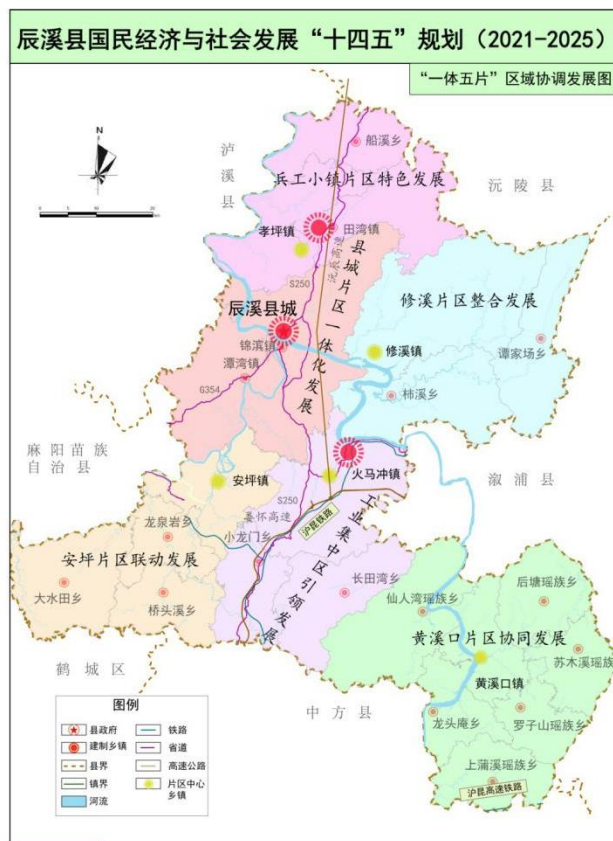 辰溪县国民经济与社会发展“十四五”规划（2021-2025）
“一体五片”区域协调发展图
N
泸溪县
船溪乡
兵工小镇片区特色发展
沅陵县
孝坪镇
田湾镇
沅辰高速
S250
县城片区一体化发展
辰溪县城
锦滨镇
潭湾镇
G354
修溪片区整合发展
修溪镇
谭家场乡
柿溪乡
麻阳苗族
自治县
安坪镇
火马冲镇
溆浦县
S250
娄怀高速
沪昆铁路
龙泉岩乡
小龙门乡
工业集中区引领发展
安坪片区联动发展
大水田乡
桥头溪乡
长田湾乡
仙人湾瑶族乡
后塘瑶族乡
黄溪口片区协同发展
苏木溪瑶族
黄溪口镇
鹤城区
中方县
龙头庵乡
罗子山瑶族乡
上蒲溪瑶族乡
沪昆高速铁路
图例
县政府
铁路
建制乡镇
省道
县界
高速公路
镇界
片区中心
乡镇
河流